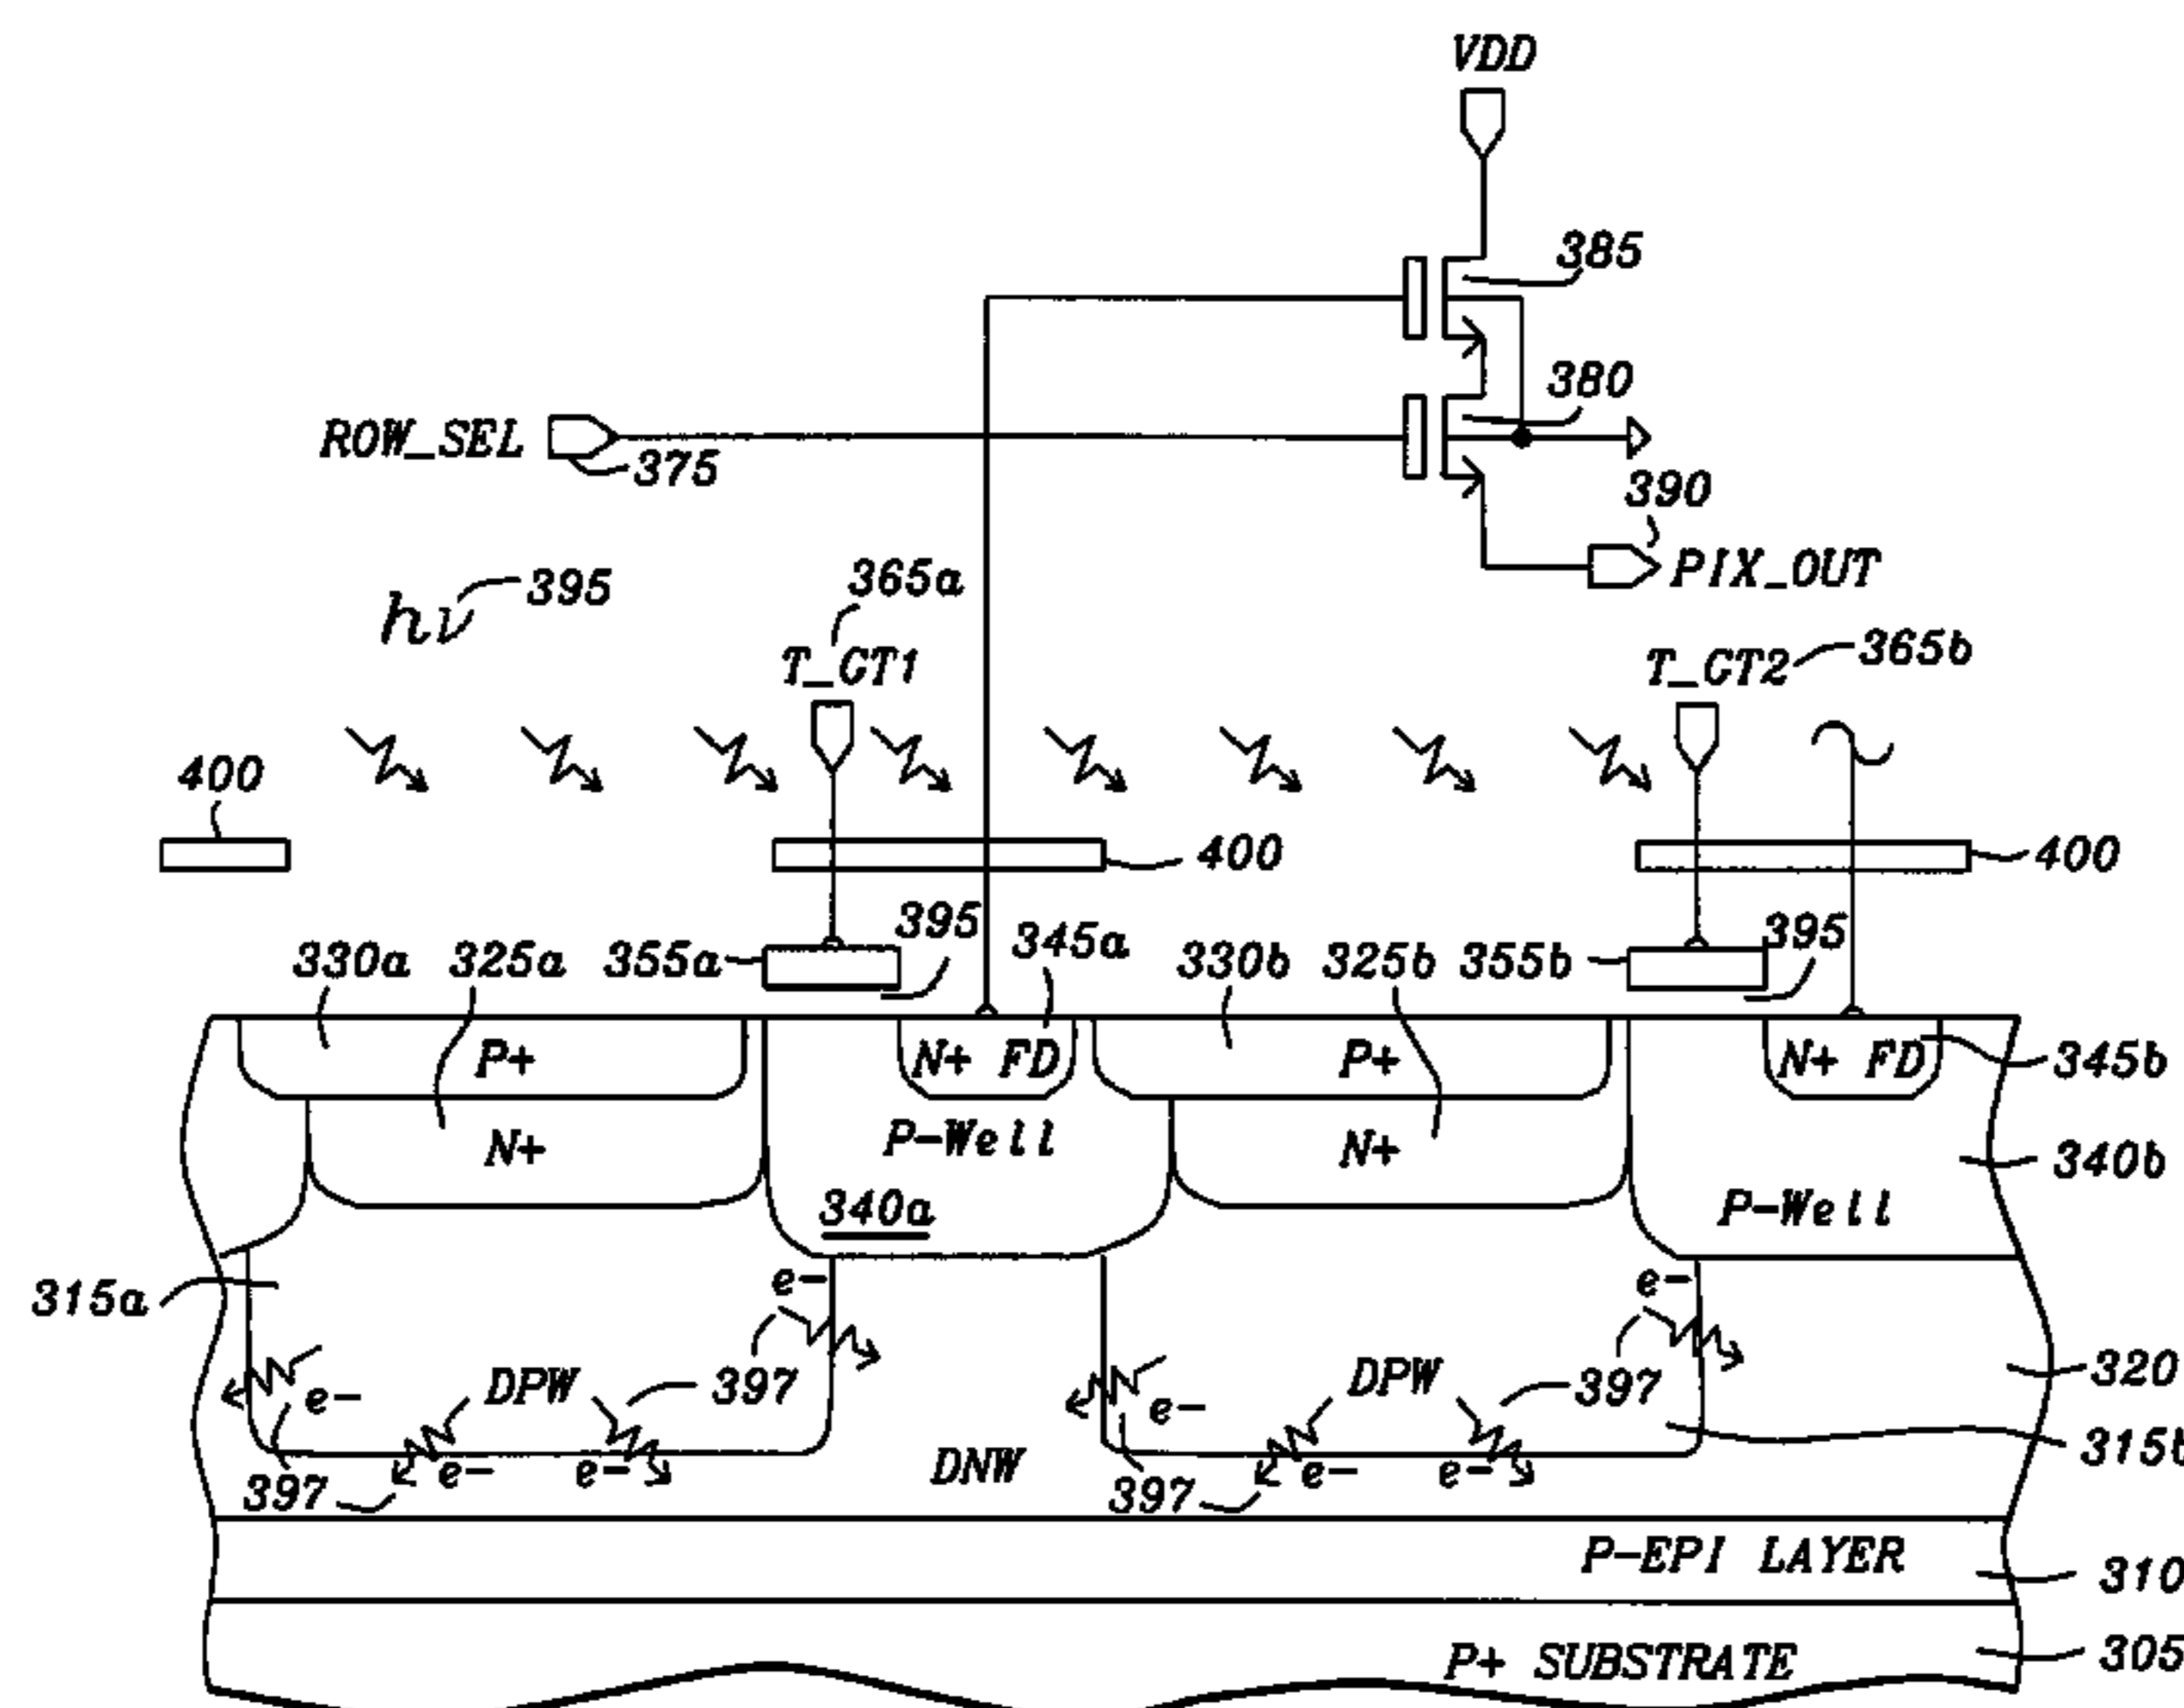 VDD
385
380
ROW_SEL
375
390
PIX_OUT
hν 395
365a
T_GT1
T_GT2 365b
400
400
400
395
395
330a 325a 355a 345a 330b 325b 355b
P+
N+ FD
P+
N+ FD
345b
N+
P-Well
N+
340b
340a
P-Well
315a
e-
e-
397
397
320
DPW
397
DPW
397
e-
e-
315b
e-
e-
DNW
e-
e-
397
397
P-EPI LAYER
310
P+ SUBSTRATE
305